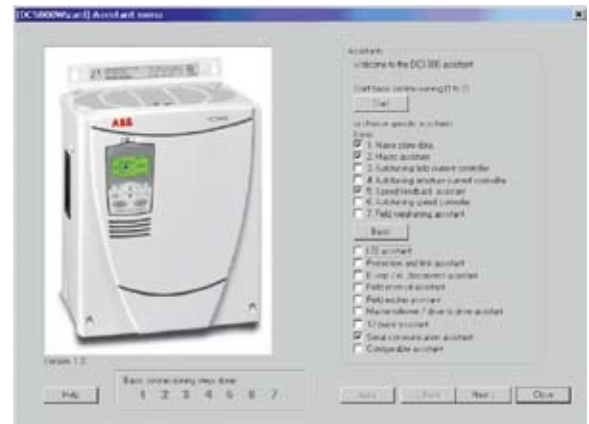 [DCS800Wizard] Assistant menu
ABB
DCS800
Version 1.0
Assistants
Welcome to the DCS 800 assistant
Start basic commissioning (1 to 7)
Start
or choose specific assistant
Basic
1. Name plate data
2. Macro assistant
3. Autotuning field current controller
4. Autotuning armature current controller
5. Speed feedback assistant
6. Autotuning speed controller
7. Field weakening assistant
Basic
I/O assistant
Protection and limit assistant
E-stop / el. disconnect assistant
Field reversal assistant
Field exciter assistant
Master-follower / drive to drive assistant
12 pulse assistant
Serial communication assistant
Configurable assistant
Help
Basic commissioning steps done
1 2 3 4 5 6 7
Apply
Back
Next
Close